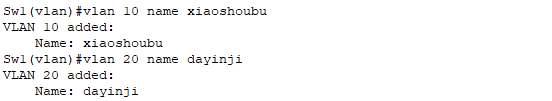 Sw1(vlan)#vlan 10 name xiaoshoubu
VLAN 10 added:
    Name: xiaoshoubu
Sw1(vlan)#vlan 20 name dayinji
VLAN 20 added:
    Name: dayinji